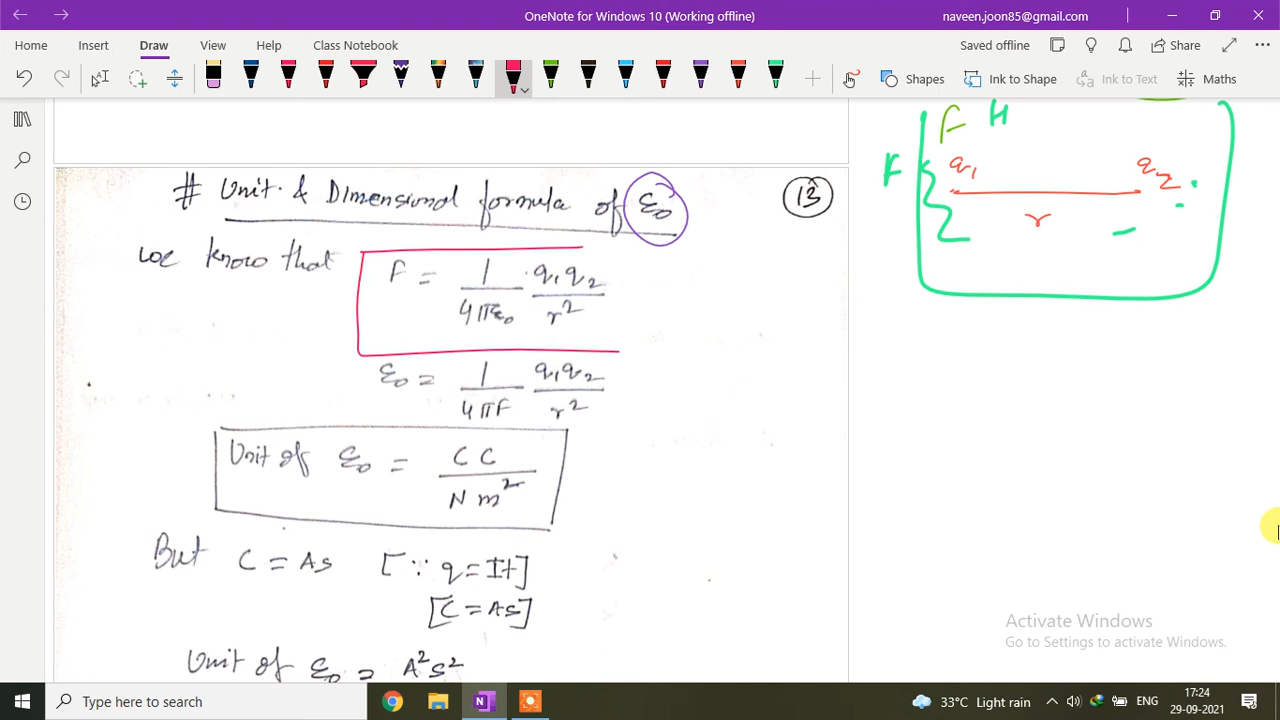 OneNote for Windows 10 (Working offline)
naveen.joon85@gmail.com
Home Insert Draw View Help Class Notebook
Saved offline
Share
Shapes
Ink to Shape
Ink to Text
Maths
# Unit & Dimensional formula of ε₀
13
we know that F = 1/4πε₀ · q₁q₂/r²
ε₀ = 1/4πF q₁q₂/r²
Unit of ε₀ = C C/N m²
But C = As [∵ q = It]
[C = As]
Unit of ε₀ = A²S²
F H
F
q₁ q₂
r
Activate Windows
Go to Settings to activate Windows.
Type here to search
33°C Light rain
ENG
17:24
29-09-2021
1